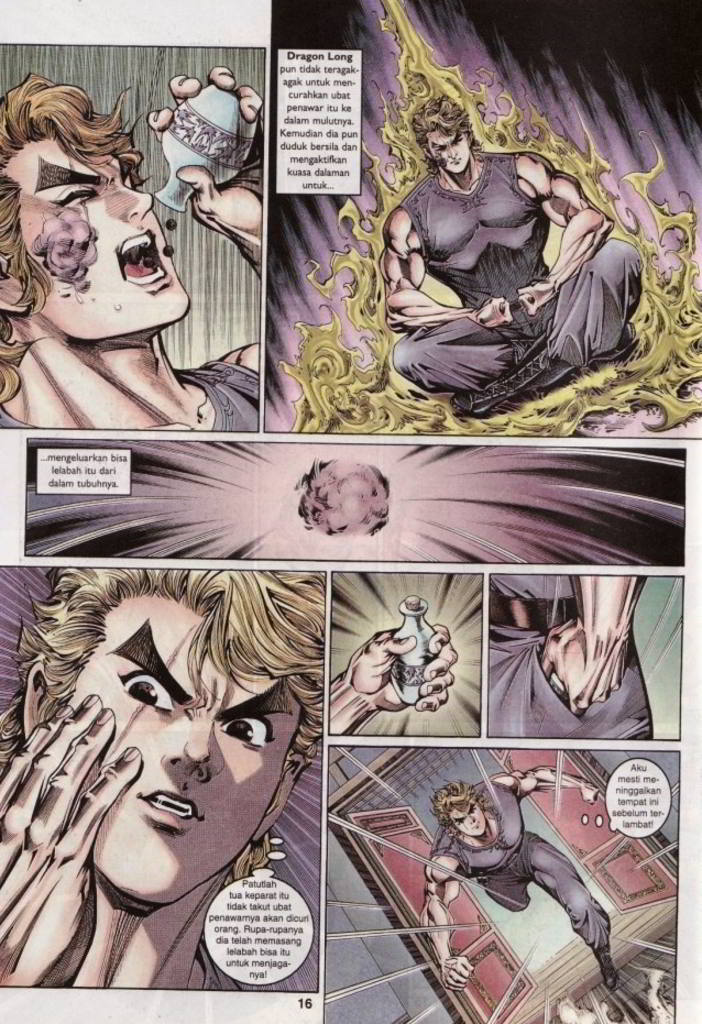 Dragon Long
pun tidak teragak-
agak untuk men-
curahkan ubat
penawar itu ke
dalam mulutnya.
Kemudian dia pun
duduk bersila dan
mengaktifkan
kuasa dalaman
untuk...
...mengeluarkan bisa
lelabah itu dari
dalam tubuhnya.
Patutlah
tua keparat itu
tidak takut ubat
penawarnya akan dicuri
orang. Rupa-rupanya
dia telah memasang
lelabah bisa itu
untuk menjaga-
nya!
Aku
mesti me-
ninggalkan
tempat ini
sebelum ter-
lambat!
16